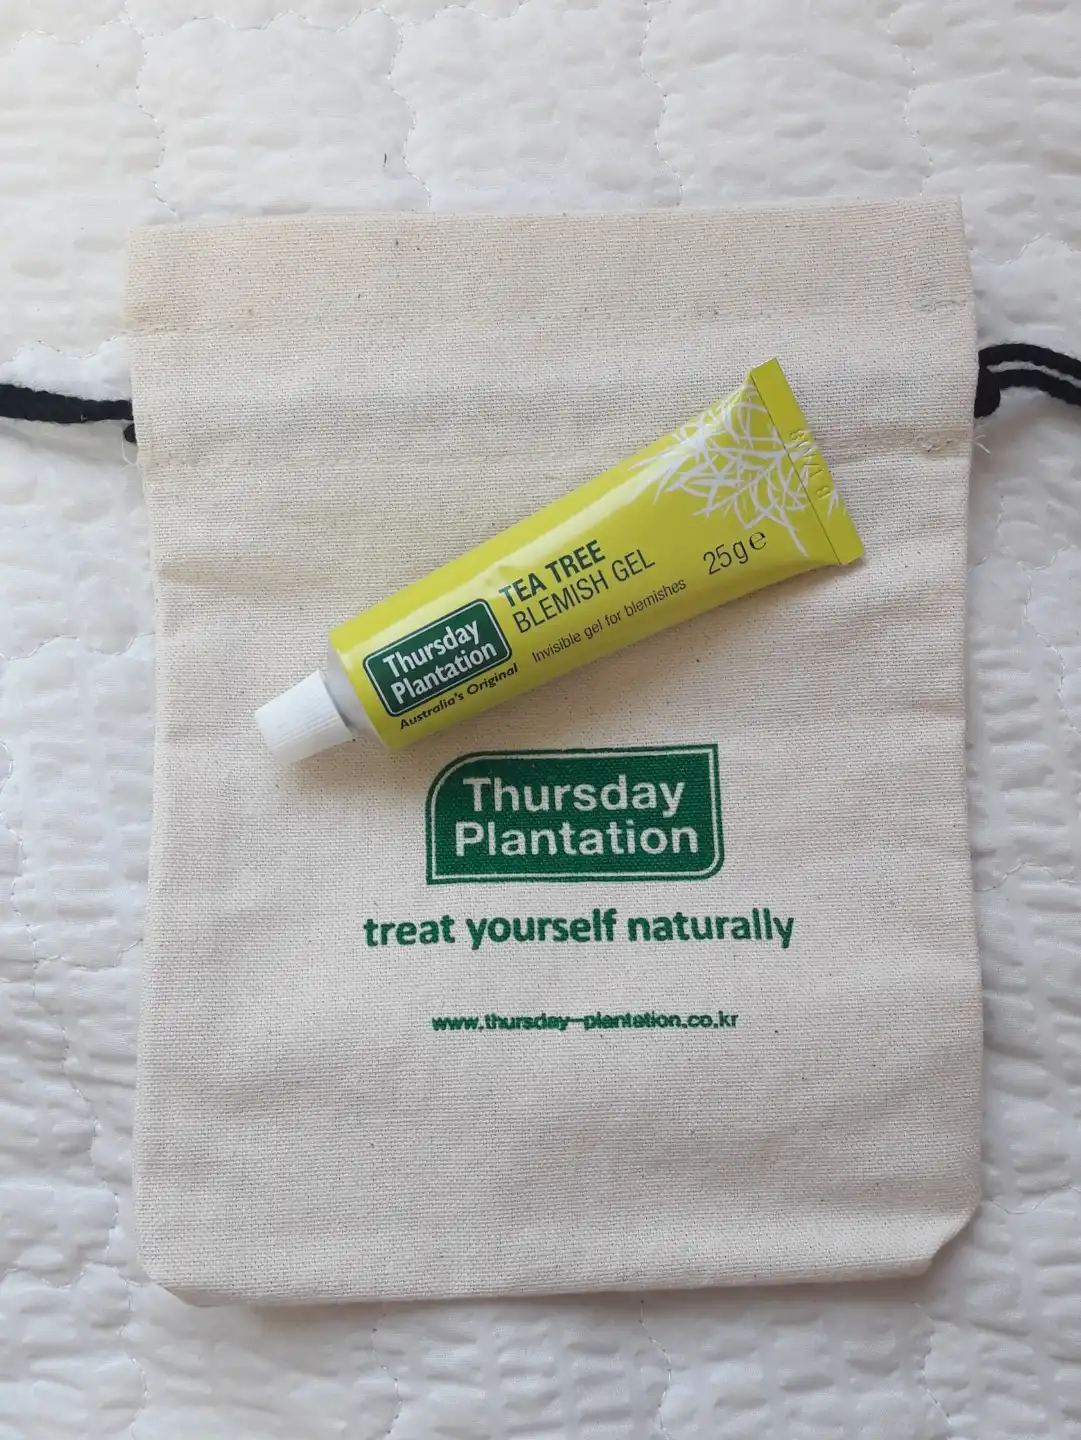 TEA TREE
BLEMISH GEL
Invisible gel for blemishes
25g e
Thursday
Plantation
Australia's Original
Thursday
Plantation
treat yourself naturally
www.thursday-plantation.co.kr